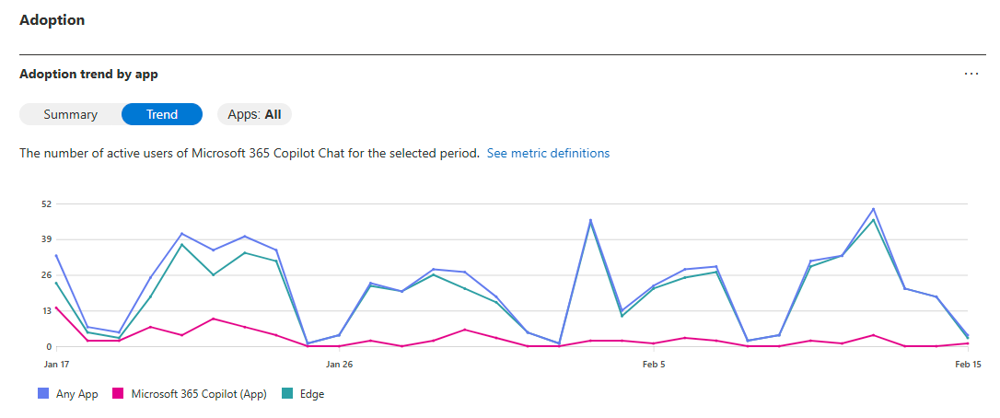 Adoption
Adoption trend by app
...
Summary Trend Apps: All
The number of active users of Microsoft 365 Copilot Chat for the selected period. See metric definitions
52
39
26
13
0
Jan 17 Jan 26 Feb 5 Feb 15
Any App Microsoft 365 Copilot (App) Edge